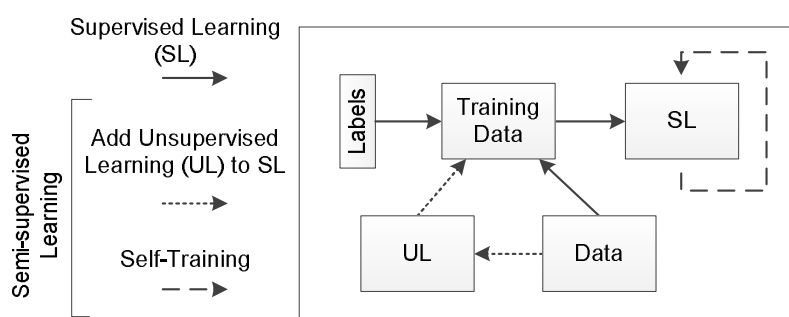 Supervised Learning
(SL)
Semi-supervised
Learning
Add Unsupervised
Learning (UL) to SL
Self-Training
Labels
Training
Data
SL
UL
Data